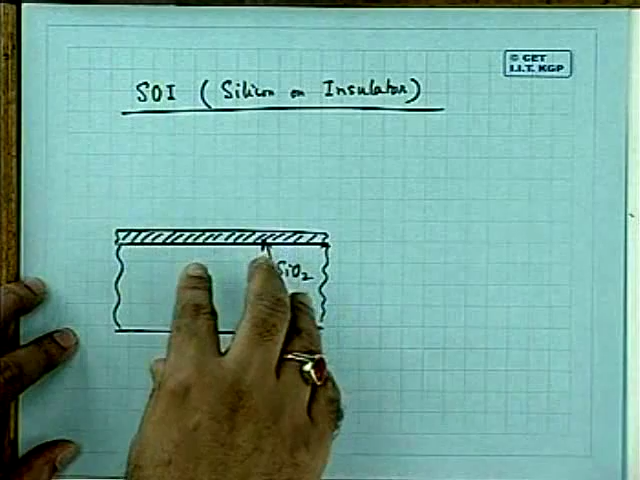 © CET
I.I.T. KGP
SOI (Silicon on Insulator)
SiO₂